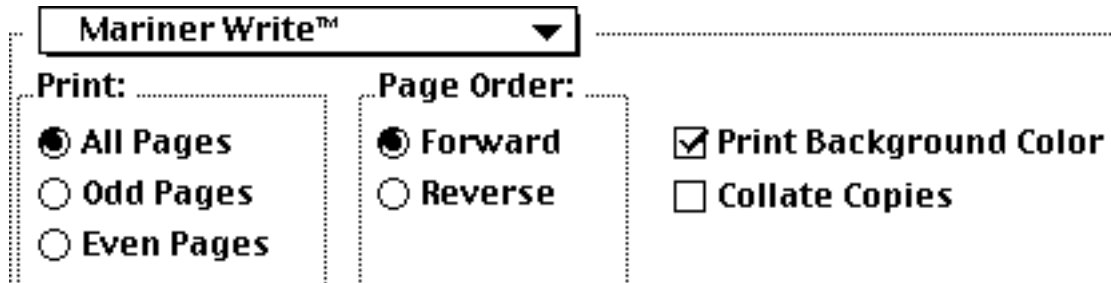 Mariner Write™
Print:
All Pages
Odd Pages
Even Pages
Page Order:
Forward
Reverse
Print Background Color
Collate Copies